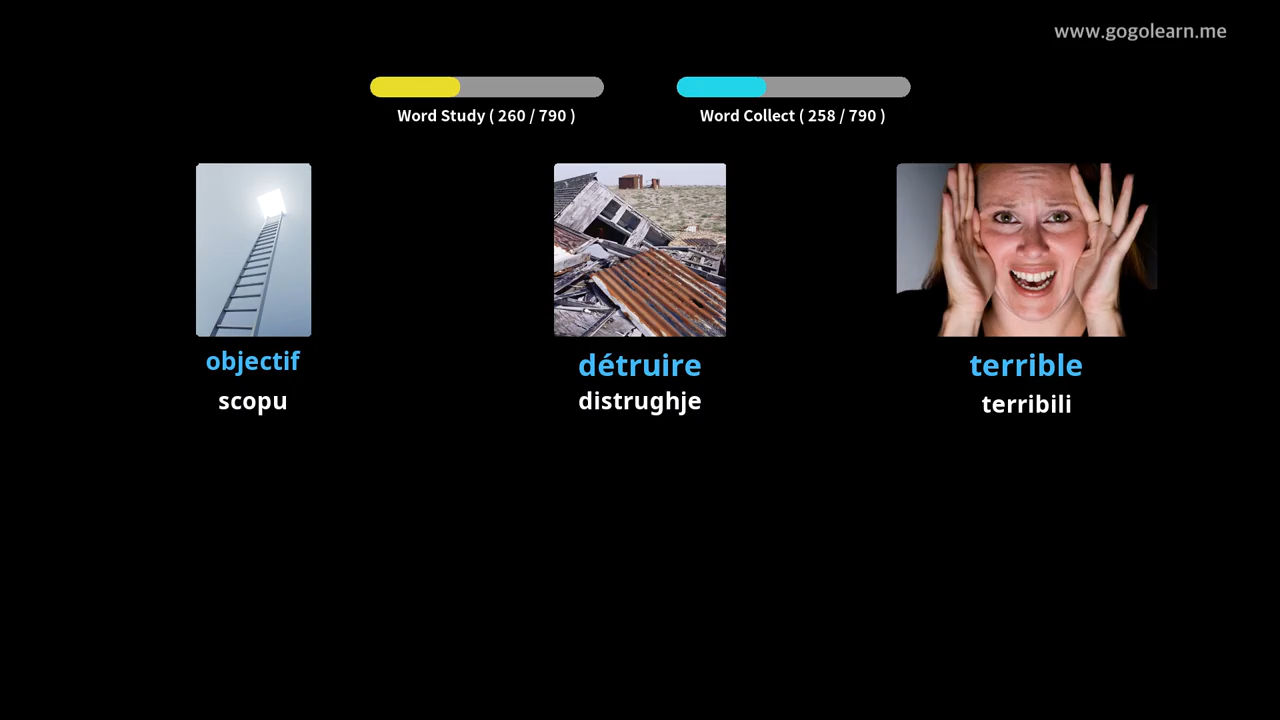 www.gogolearn.me
Word Study ( 260 / 790 )
Word Collect ( 258 / 790 )
objectif
scopu
détruire
distrughje
terrible
terribili